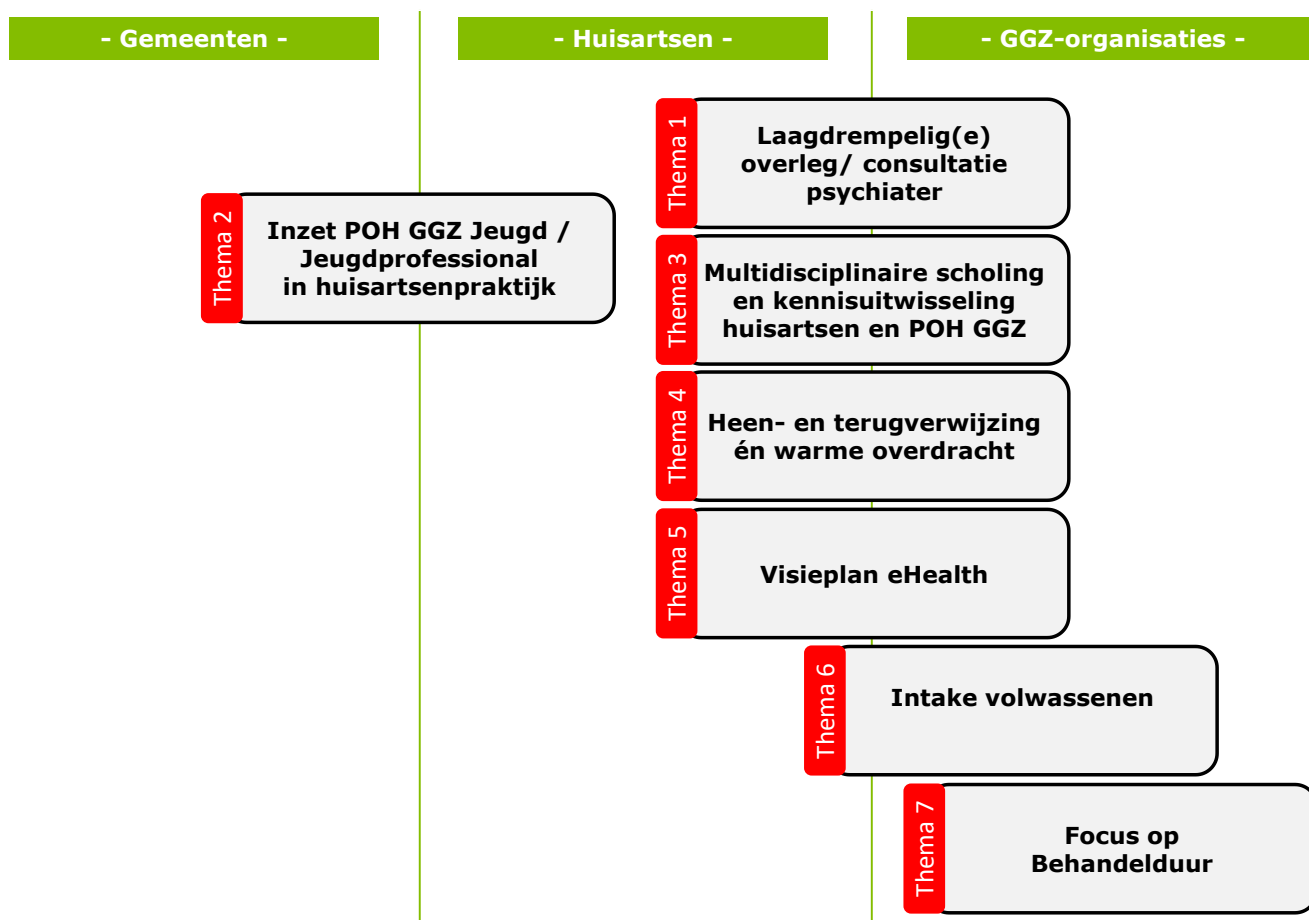 - Gemeenten -
- Huisartsen -
- GGZ-organisaties -
Thema 1
Laagdrempelig(e)
overleg/ consultatie
psychiater
Thema 2
Inzet POH GGZ Jeugd /
Jeugdprofessional
in huisartsenpraktijk
Thema 3
Multidisciplinaire scholing
en kennisuitwisseling
huisartsen en POH GGZ
Thema 4
Heen- en terugverwijzing
én warme overdracht
Thema 5
Visieplan eHealth
Thema 6
Intake volwassenen
Thema 7
Focus op
Behandelduur